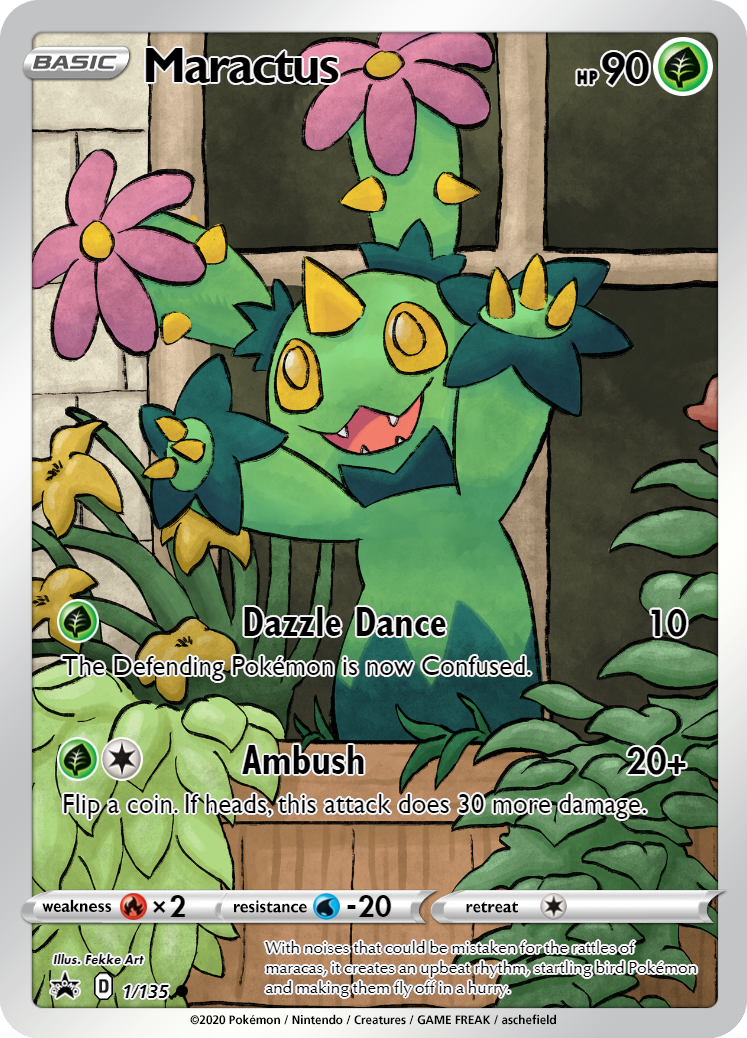 BASIC Maractus HP 90
Dazzle Dance 10
The Defending Pokémon is now Confused.
Ambush 20+
Flip a coin. If heads, this attack does 30 more damage.
weakness ×2 resistance -20 retreat
Illus. Fekke Art
With noises that could be mistaken for the rattles of
maracas, it creates an upbeat rhythm, startling bird Pokémon
and making them fly off in a hurry.
D 1/135
©2020 Pokémon / Nintendo / Creatures / GAME FREAK / aschefield